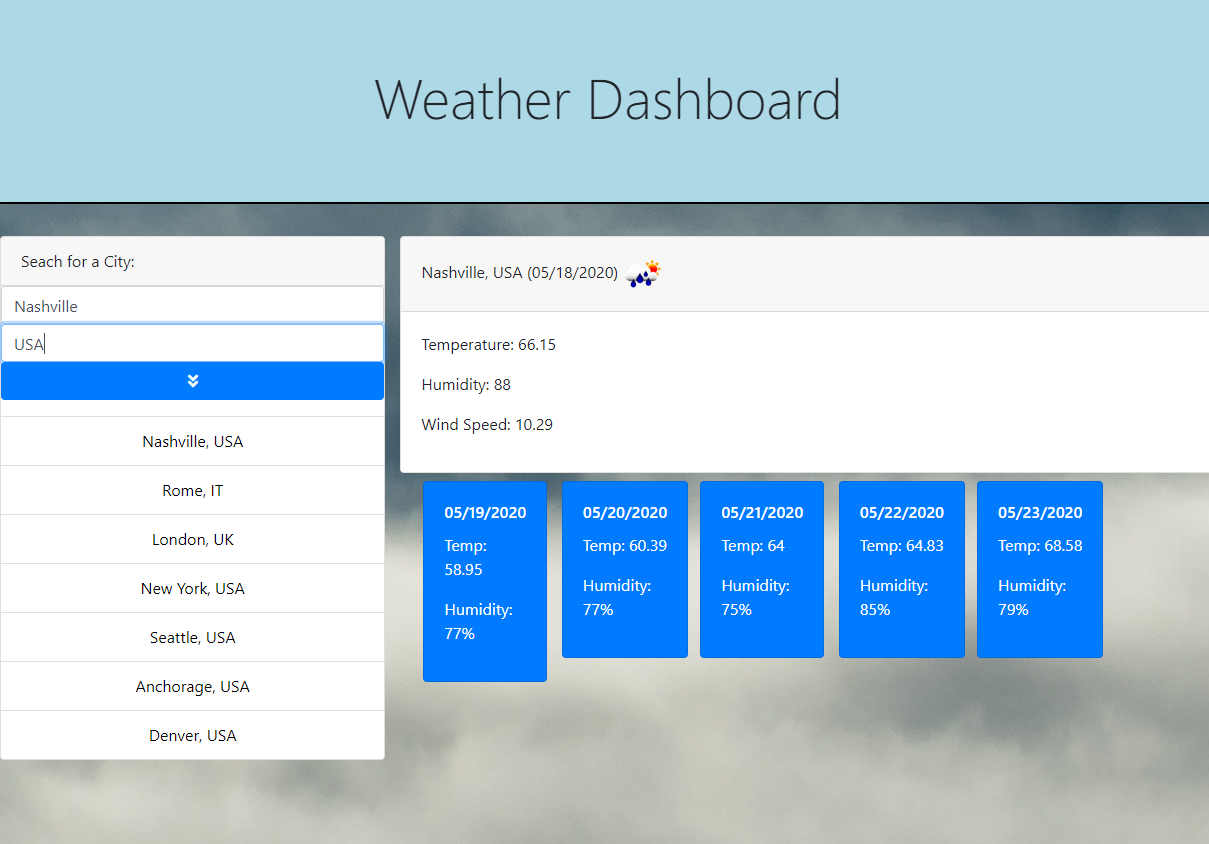 Weather Dashboard
Seach for a City:
Nashville
USA
Nashville, USA
Rome, IT
London, UK
New York, USA
Seattle, USA
Anchorage, USA
Denver, USA
Nashville, USA (05/18/2020)
Temperature: 66.15
Humidity: 88
Wind Speed: 10.29
05/19/2020
Temp:
58.95
Humidity:
77%
05/20/2020
Temp: 60.39
Humidity:
77%
05/21/2020
Temp: 64
Humidity:
75%
05/22/2020
Temp: 64.83
Humidity:
85%
05/23/2020
Temp: 68.58
Humidity:
79%